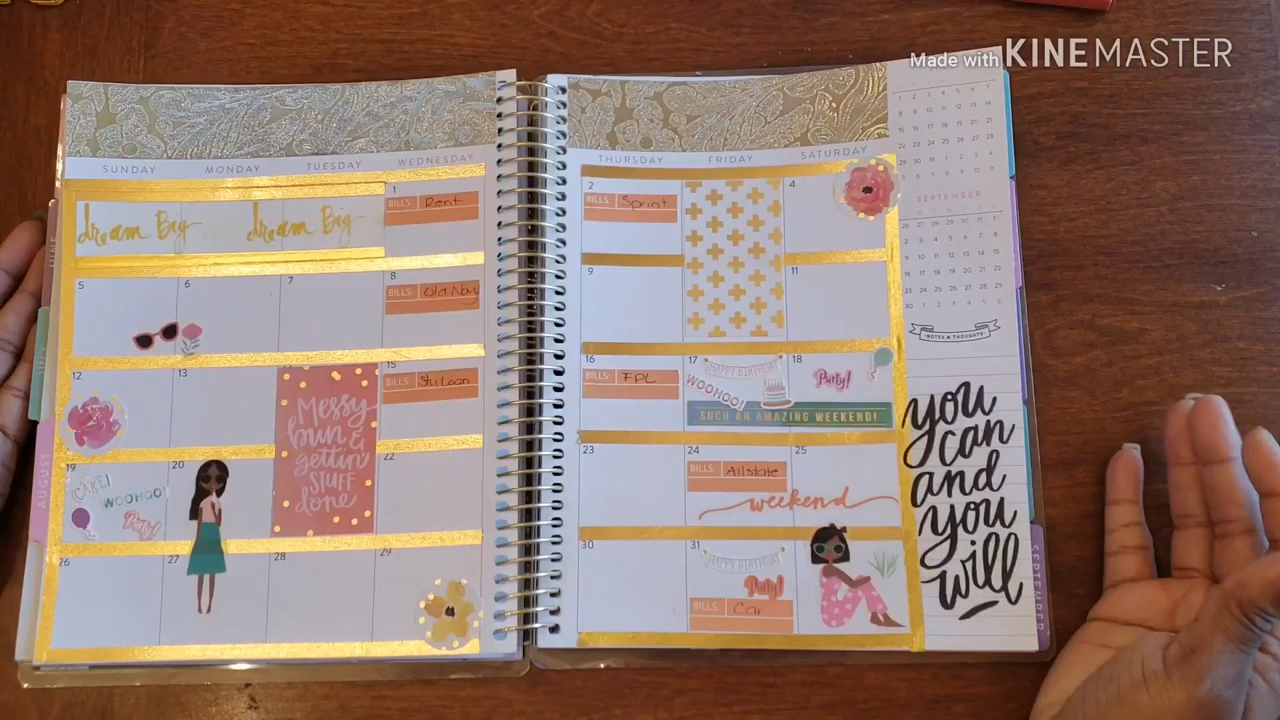 Made with KINEMASTER
SUNDAY MONDAY TUESDAY WEDNESDAY
THURSDAY FRIDAY SATURDAY
dream Big dream Big
1
BILLS Rent
2
BILLS Sprint
4
5 6 7 8
BILLS Old Navy
9 11
12 13 15
BILLS Stu Loan
Messy
bun &
gettin'
STUFF
done
16
BILLS FPL
17
HAPPY BIRTHDAY
WOOHOO!
18
Party!
SUCH AN AMAZING WEEKEND!
19
CAKE!
WOOHOO!
Party!
20 22
23 24 25
BILLS Allstate
weekend
26 27 28 29
30 31
HAPPY BIRTHDAY
Party!
BILLS Car
SEPTEMBER
NOTES & THOUGHTS
you
can
and
you
will
AUGUST
SEPTEMBER